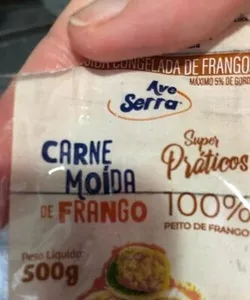 CONGELADA DE FRANGO
MÁXIMO 5% DE GORD
Ave
Serra
CARNE
MOÍDA
DE FRANGO
Super
Práticos
100%
PEITO DE FRANGO
Peso Líquido
500g